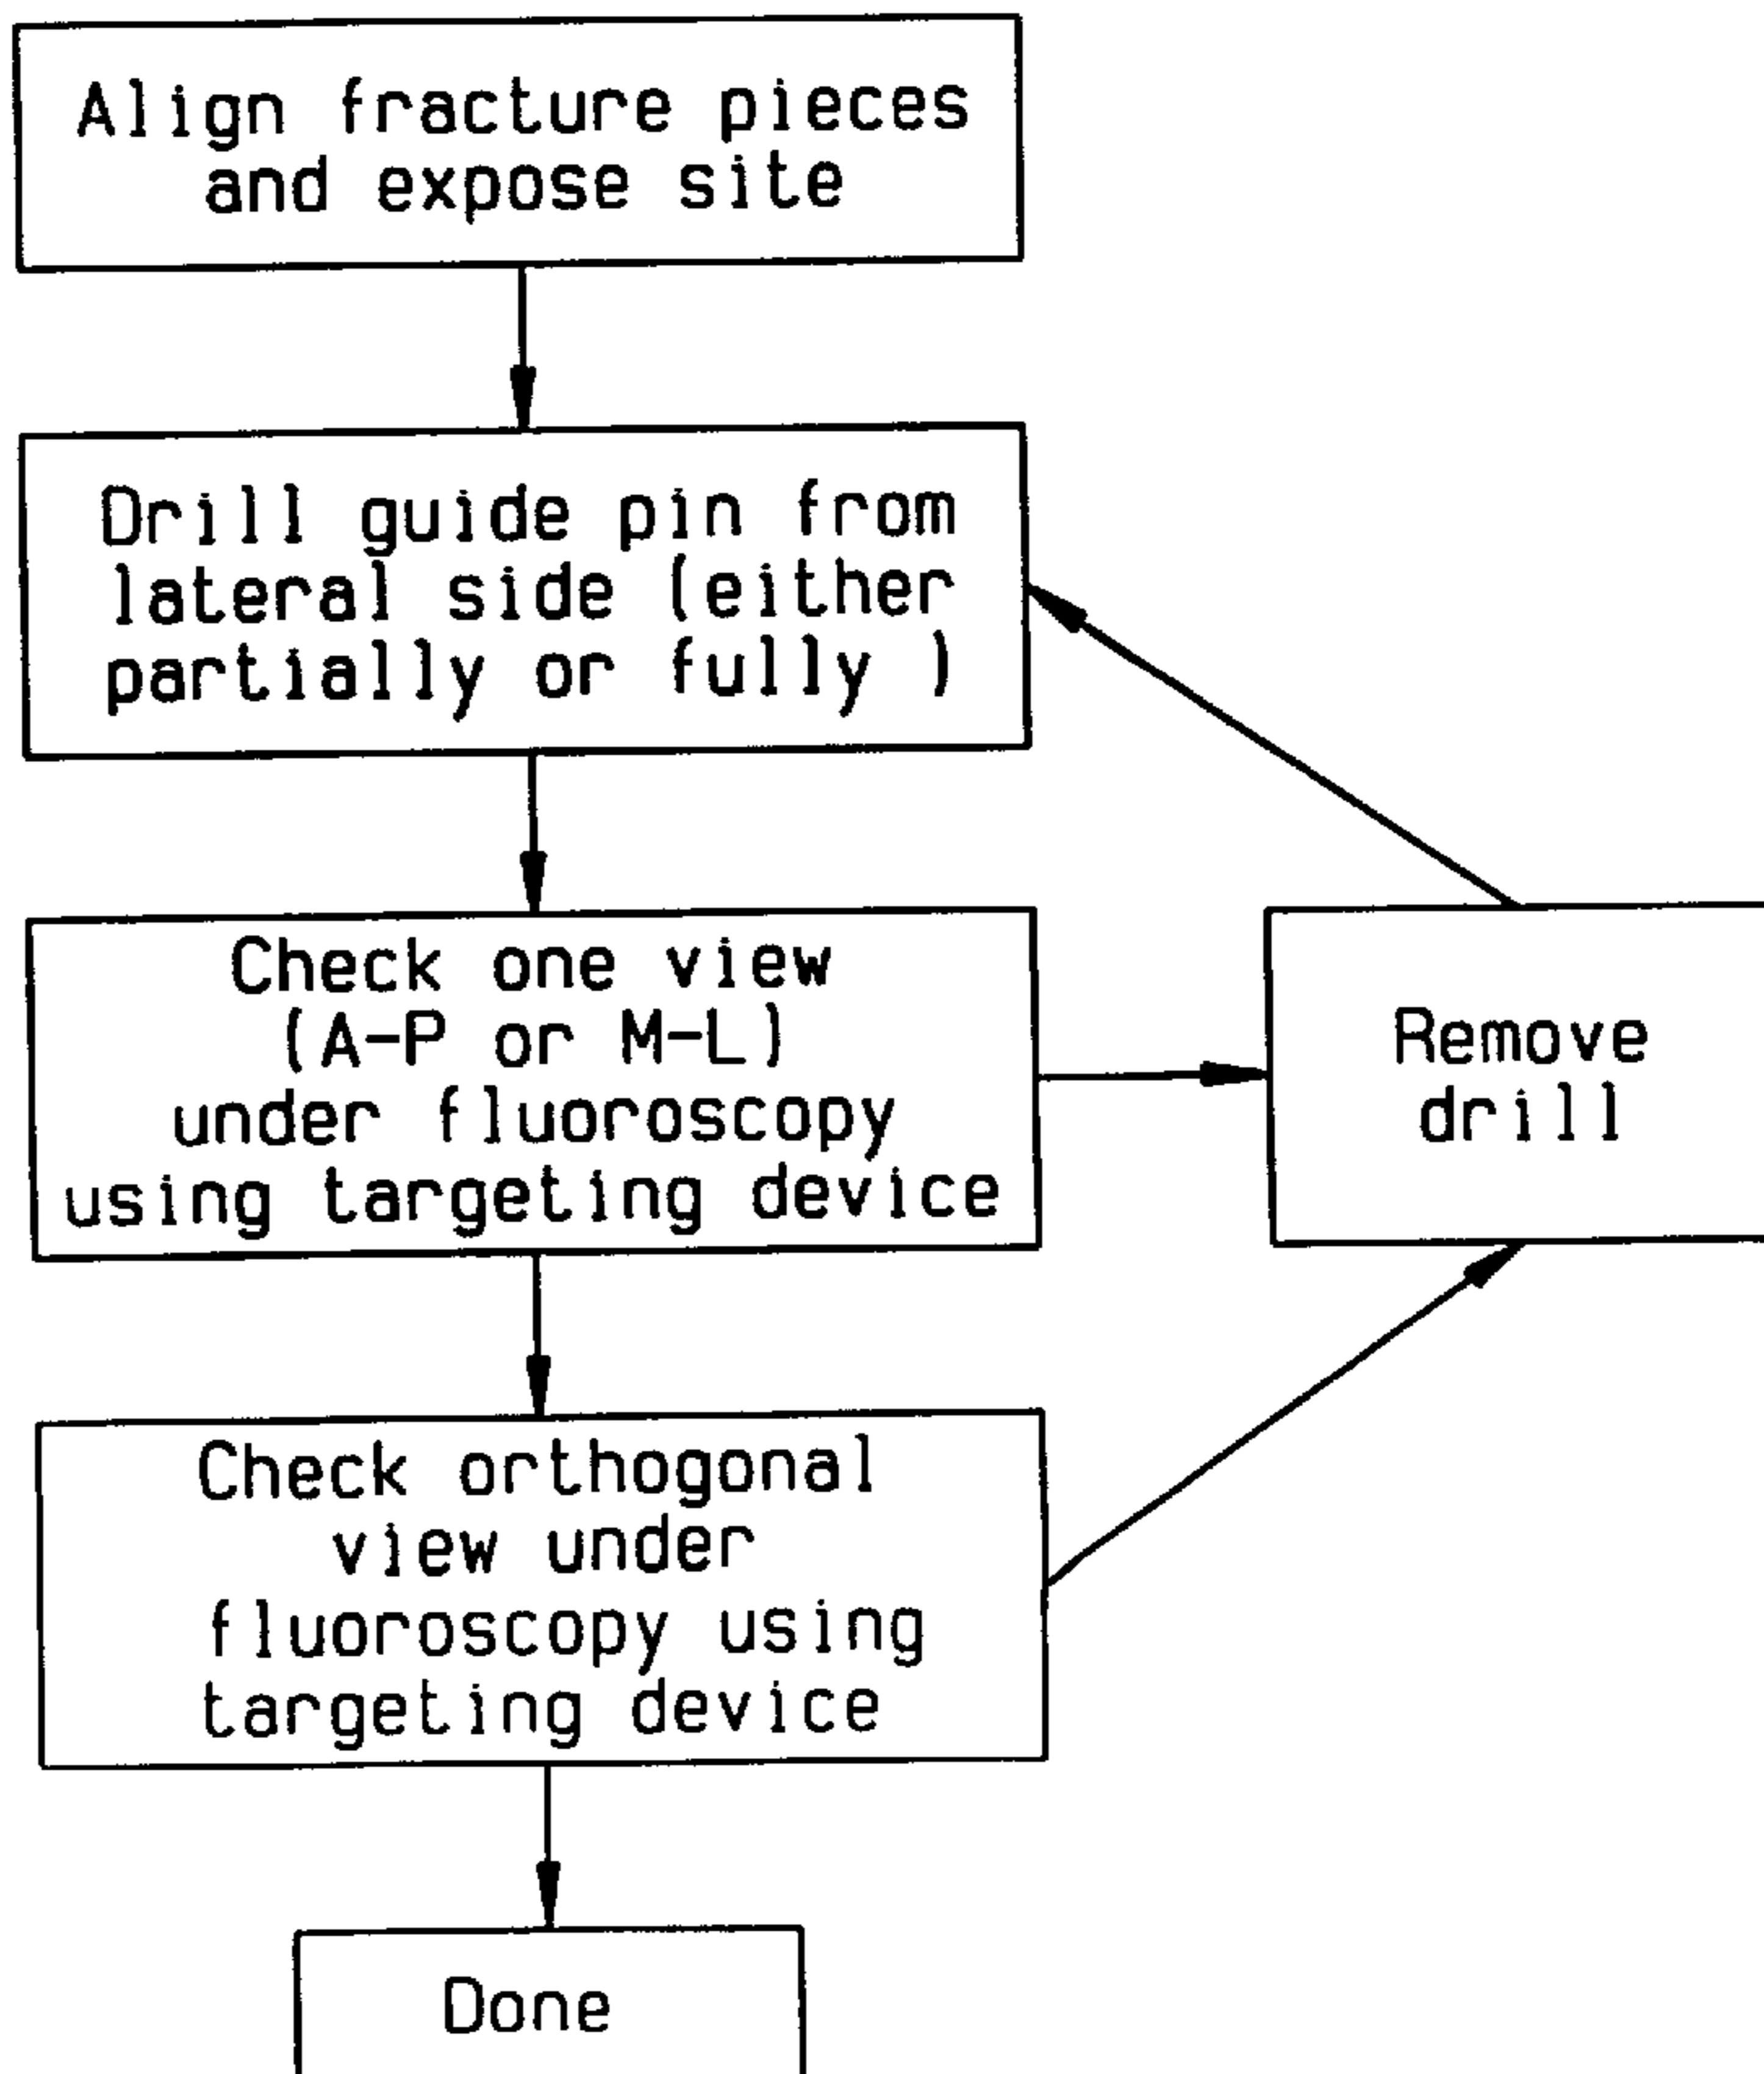 Align fracture pieces
and expose site
Drill guide pin from
lateral side (either
partially or fully )
Check one view
(A-P or M-L)
under fluoroscopy
using targeting device
Remove
drill
Check orthogonal
view under
fluoroscopy using
targeting device
Done